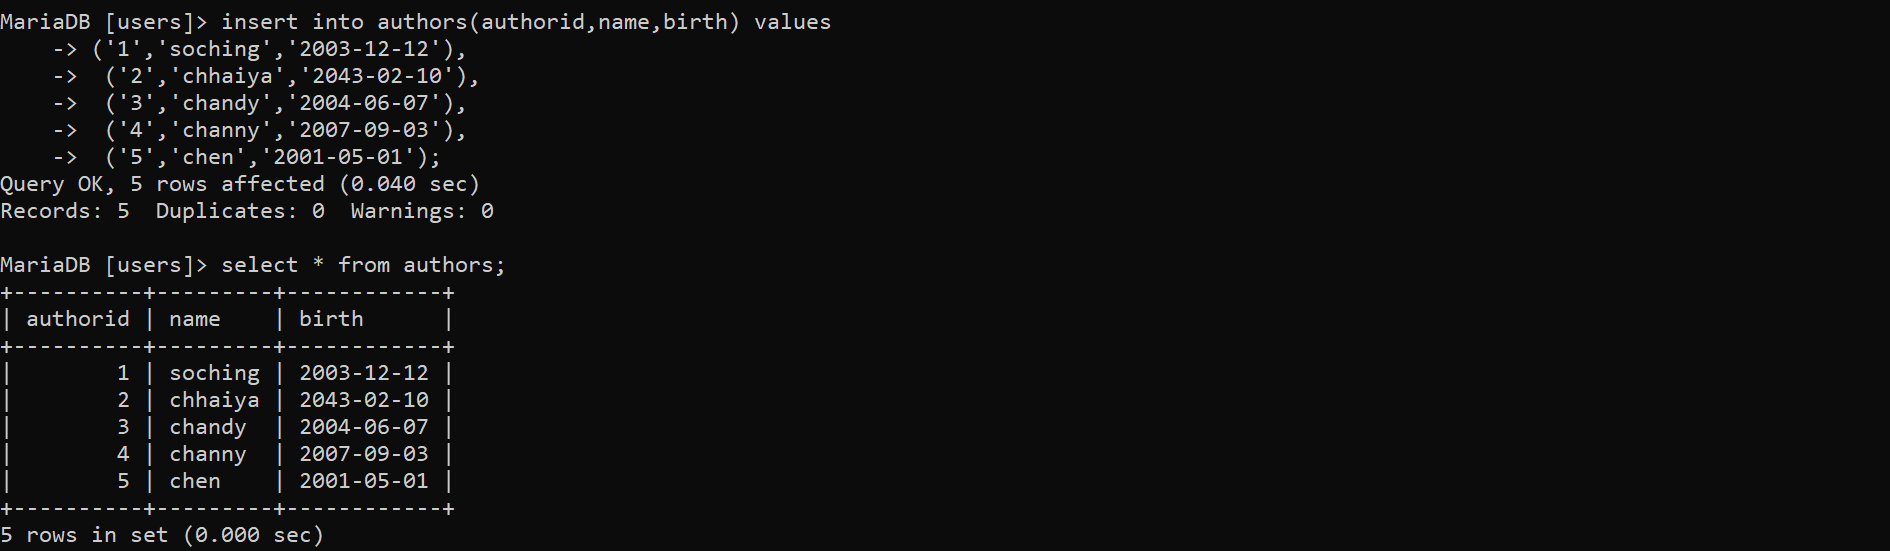 MariaDB [users]> insert into authors(authorid,name,birth) values
    -> ('1','soching','2003-12-12'),
    ->  ('2','chhaiya','2043-02-10'),
    ->  ('3','chandy','2004-06-07'),
    ->  ('4','channy','2007-09-03'),
    ->  ('5','chen','2001-05-01');
Query OK, 5 rows affected (0.040 sec)
Records: 5  Duplicates: 0  Warnings: 0

MariaDB [users]> select * from authors;
+----------+---------+------------+
| authorid | name    | birth      |
+----------+---------+------------+
|        1 | soching | 2003-12-12 |
|        2 | chhaiya | 2043-02-10 |
|        3 | chandy  | 2004-06-07 |
|        4 | channy  | 2007-09-03 |
|        5 | chen    | 2001-05-01 |
+----------+---------+------------+
5 rows in set (0.000 sec)